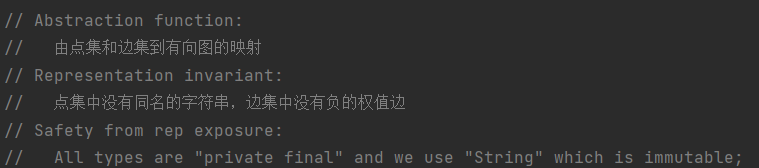 // Abstraction function:
//   由点集和边集到有向图的映射
// Representation invariant:
//   点集中没有同名的字符串，边集中没有负的权值边
// Safety from rep exposure:
//   All types are "private final" and we use "String" which is immutable;